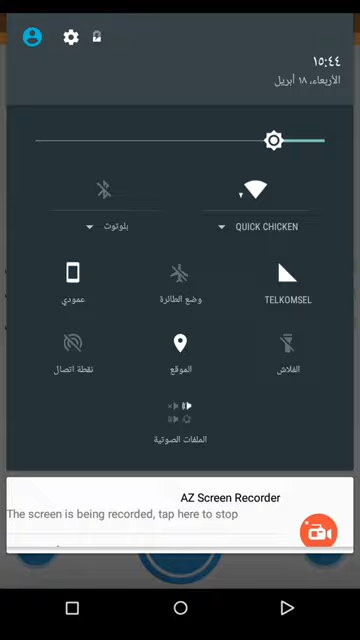 ١٥:٤٤
الأربعاء، ١٨ أبريل
بلوتوث
QUICK CHICKEN
عمودي
وضع الطائرة
TELKOMSEL
نقطة اتصال
الموقع
الفلاش
الملفات الصوتية
AZ Screen Recorder
The screen is being recorded, tap here to stop